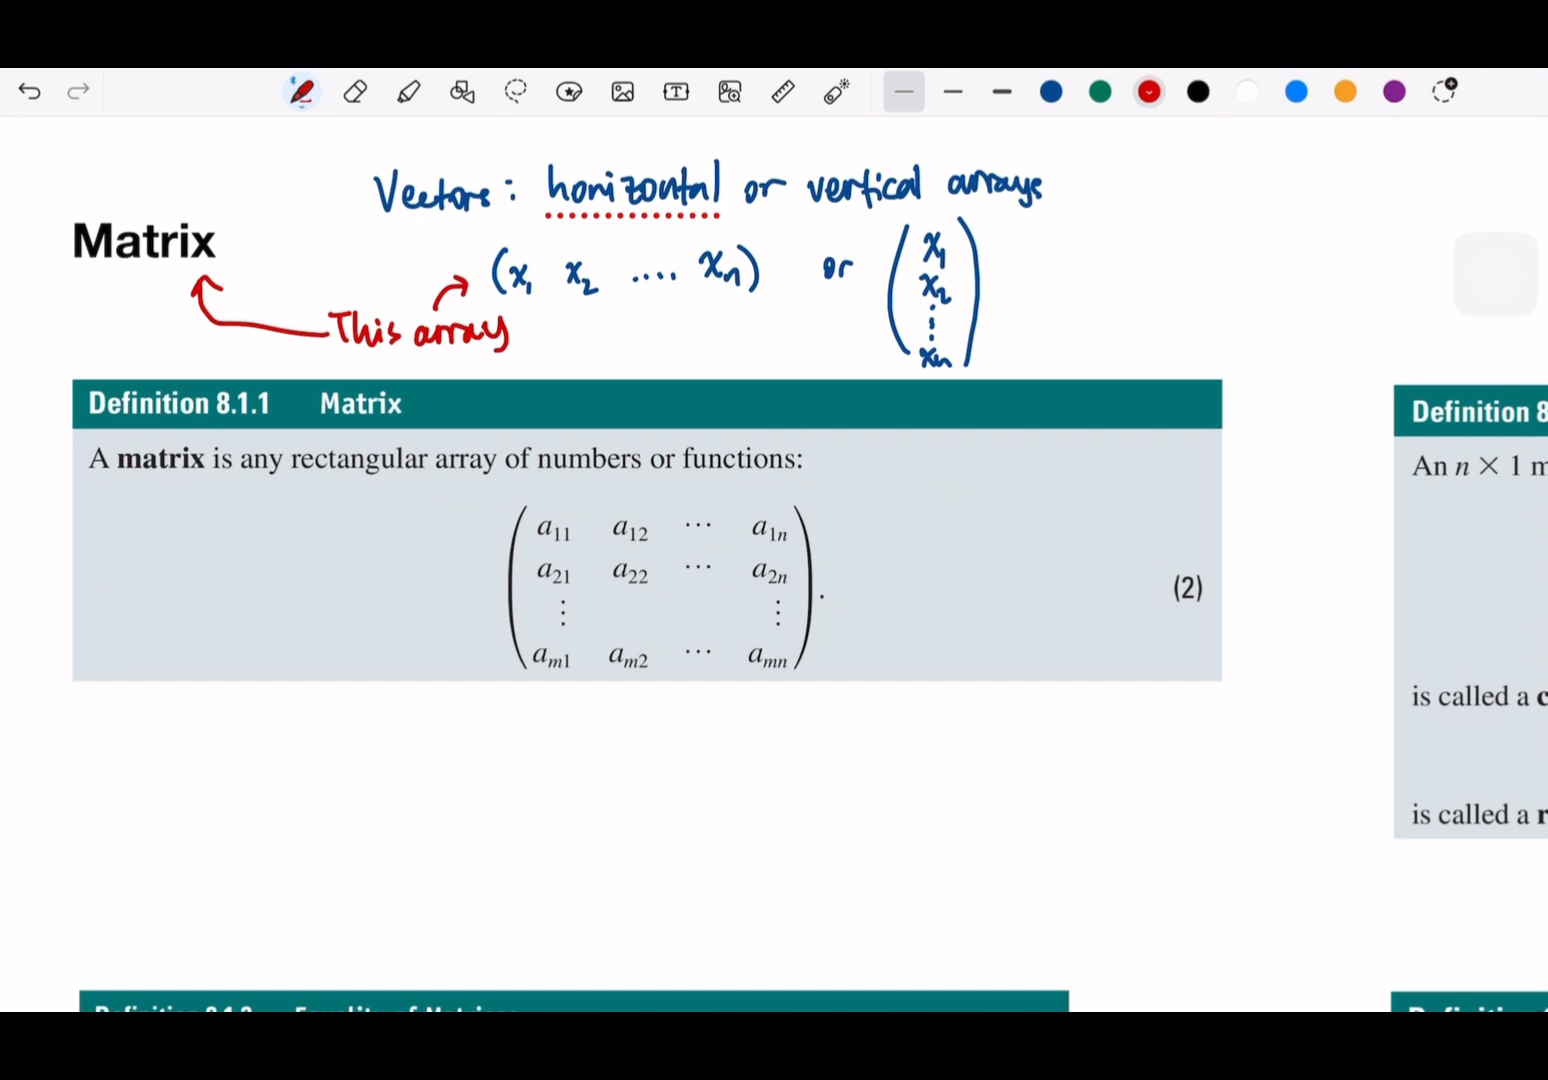 Vectors: horizontal or vertical arrays
Matrix
(x₁ x₂ .... xₙ) or (x₁ x₂ ⋮ xₙ)
This array
Definition 8.1.1 Matrix
A matrix is any rectangular array of numbers or functions:
a₁₁ a₁₂ ⋯ a₁ₙ
a₂₁ a₂₂ ⋯ a₂ₙ
⋮ ⋮
(2)
aₘ₁ aₘ₂ ⋯ aₘₙ.
Definition 8
An n × 1 m
is called a c
is called a r